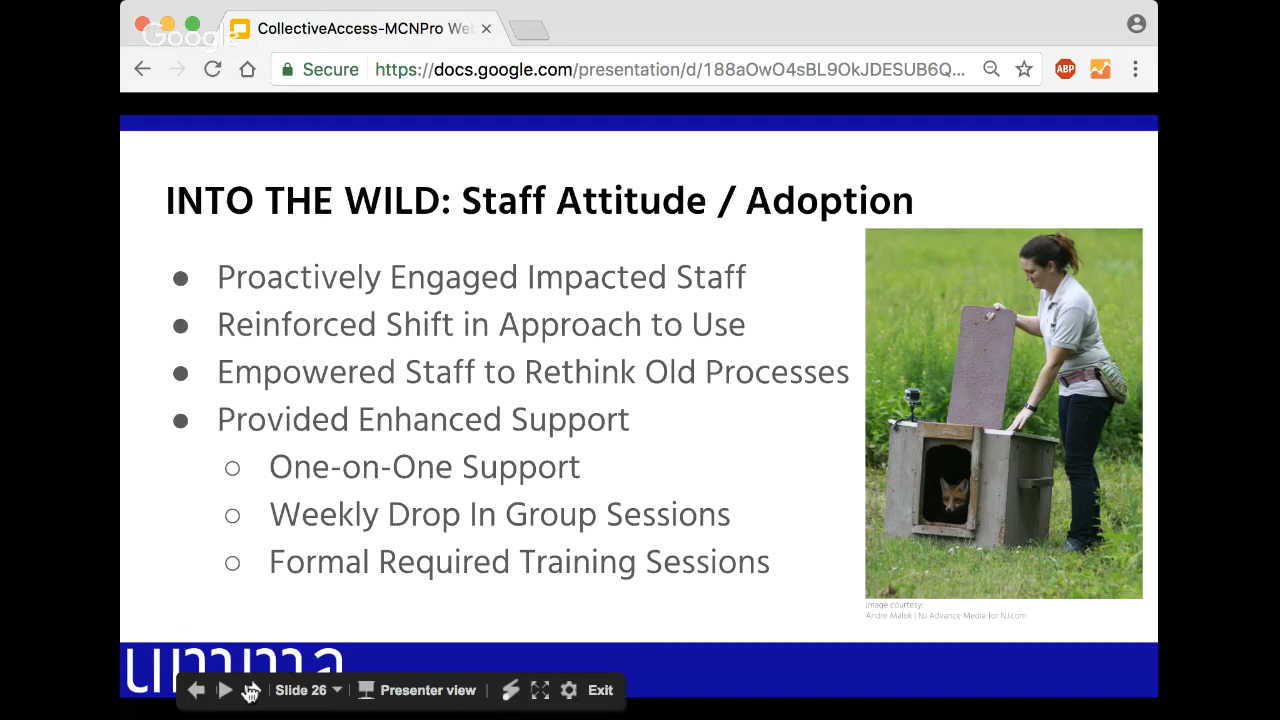 CollectiveAccess-MCNPro We
Google
Secure https://docs.google.com/presentation/d/188aOwO4sBL9OkJDESUB6Q...
ABP
INTO THE WILD: Staff Attitude / Adoption
● Proactively Engaged Impacted Staff
● Reinforced Shift in Approach to Use
● Empowered Staff to Rethink Old Processes
● Provided Enhanced Support
○ One-on-One Support
○ Weekly Drop In Group Sessions
○ Formal Required Training Sessions
Image courtesy:
Andre Malok | NJ Advance Media for NJ.com
umma
Slide 26 Presenter view Exit